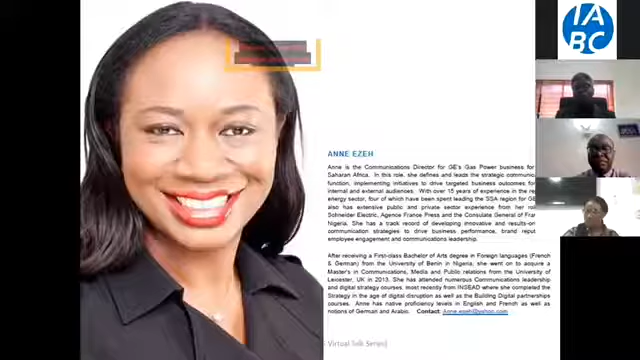 IA
BC
ANNE EZEH
Anne is the Communications Director for GE's Gas Power business for
Saharan Africa. In this role, she defines and leads the strategic communic
function, implementing initiatives to drive targeted business outcomes for
internal and external audiences. With over 15 years of experience in the
energy sector, four of which have been spent leading the SSA region for GE
also has extensive public and private sector experience from her
Schneider Electric, Agence France Press and the Consulate General of Fran
Nigeria. She has a track record of developing innovative and results-
communication strategies to drive business performance, brand
employee engagement and communications leadership.
After receiving a First-class Bachelor of Arts degree in Foreign languages (French
& German) from the University of Benin in Nigeria, she went on to acquire a
Master's in Communications, Media and Public relations from the University of
Leicester, UK in 2013. She has attended numerous Communications leadership
and digital strategy courses, most recently from INSEAD where she completed the
Strategy in the age of digital disruption as well as the Building Digital partnerships
courses. Anne has native proficiency levels in English and French as well as
notions of German and Arabic. Contact: Anne.ezeh@yahoo.com
Virtual Talk Series|